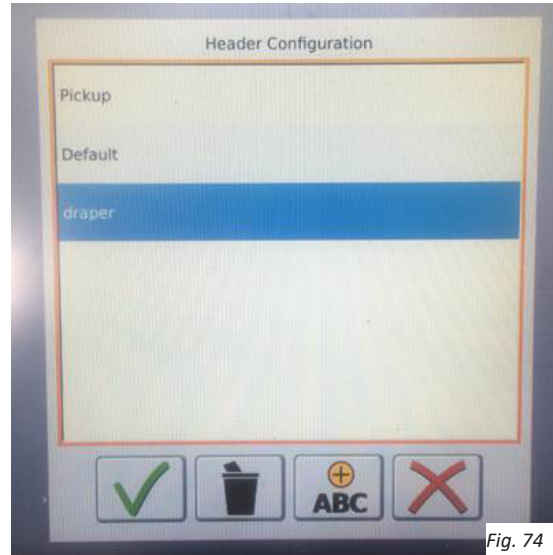 Header Configuration
Pickup
Default
draper
ABC
Fig. 74